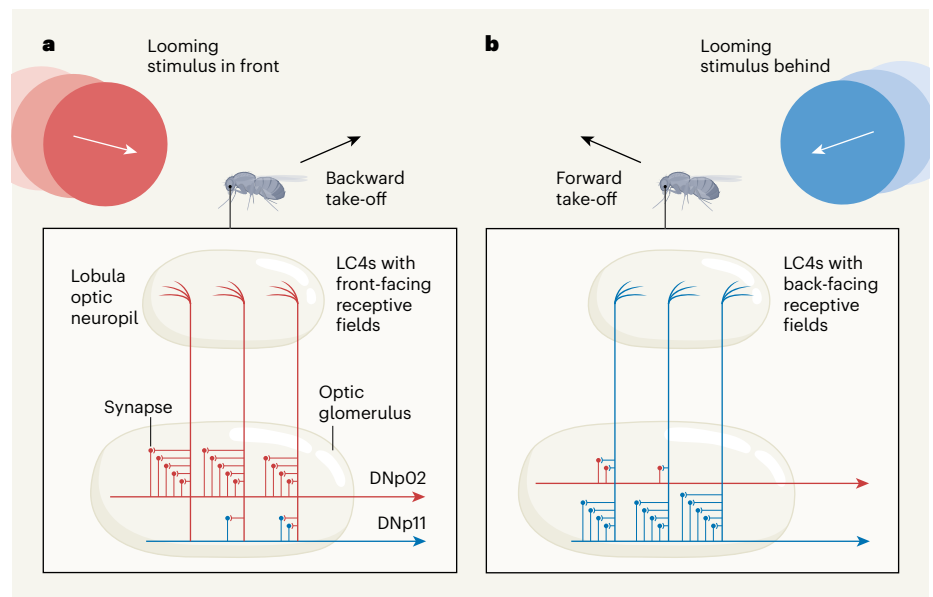 a
Looming
stimulus in front
Backward
take-off
Lobula
optic
neuropil
LC4s with
front-facing
receptive
fields
Synapse
Optic
glomerulus
DNp02
DNp11
b
Looming
stimulus behind
Forward
take-off
LC4s with
back-facing
receptive
fields